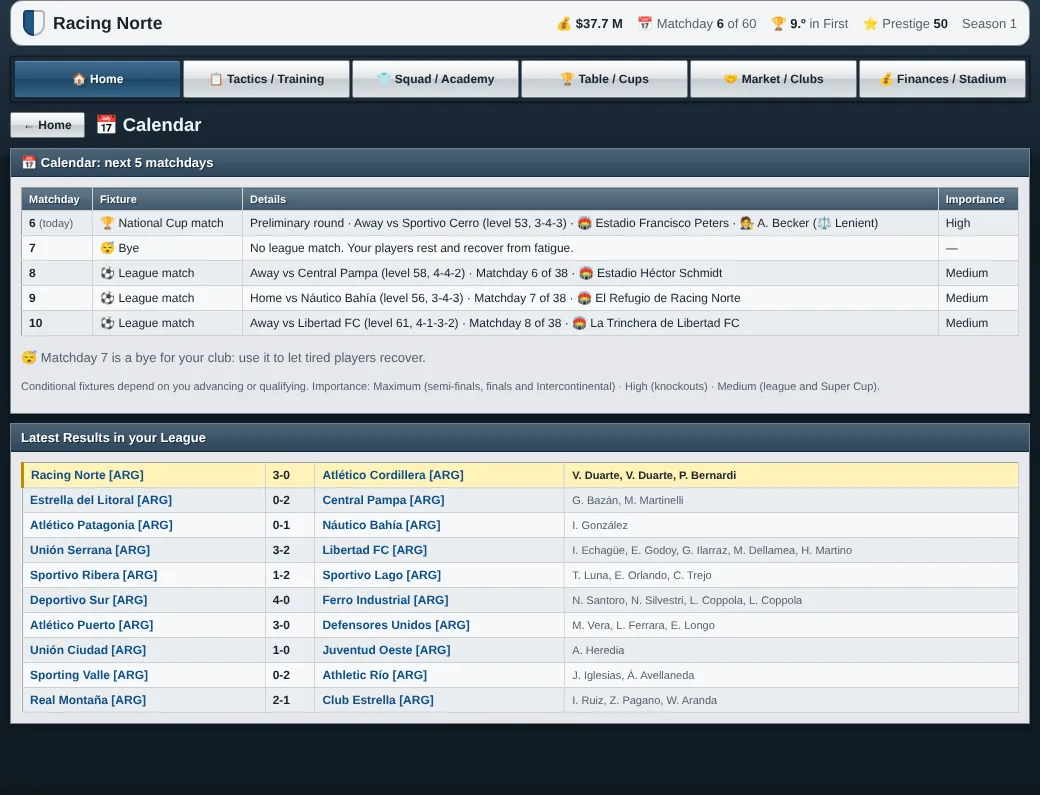 Racing Norte
$37.7 M Matchday 6 of 60 9.º in First Prestige 50 Season 1
Home Tactics / Training Squad / Academy Table / Cups Market / Clubs Finances / Stadium
← Home Calendar
Calendar: next 5 matchdays
Matchday Fixture Details Importance
6 (today) National Cup match Preliminary round · Away vs Sportivo Cerro (level 53, 3-4-3) · Estadio Francisco Peters · A. Becker (Lenient) High
7 Bye No league match. Your players rest and recover from fatigue. —
8 League match Away vs Central Pampa (level 58, 4-4-2) · Matchday 6 of 38 · Estadio Héctor Schmidt Medium
9 League match Home vs Náutico Bahía (level 56, 3-4-3) · Matchday 7 of 38 · El Refugio de Racing Norte Medium
10 League match Away vs Libertad FC (level 61, 4-1-3-2) · Matchday 8 of 38 · La Trinchera de Libertad FC Medium
Matchday 7 is a bye for your club: use it to let tired players recover.
Conditional fixtures depend on you advancing or qualifying. Importance: Maximum (semi-finals, finals and Intercontinental) · High (knockouts) · Medium (league and Super Cup).
Latest Results in your League
Racing Norte [ARG] 3-0 Atlético Cordillera [ARG] V. Duarte, V. Duarte, P. Bernardi
Estrella del Litoral [ARG] 0-2 Central Pampa [ARG] G. Bazán, M. Martinelli
Atlético Patagonia [ARG] 0-1 Náutico Bahía [ARG] I. González
Unión Serrana [ARG] 3-2 Libertad FC [ARG] I. Echagüe, E. Godoy, G. Ilarraz, M. Dellamea, H. Martino
Sportivo Ribera [ARG] 1-2 Sportivo Lago [ARG] T. Luna, E. Orlando, C. Trejo
Deportivo Sur [ARG] 4-0 Ferro Industrial [ARG] N. Santoro, N. Silvestri, L. Coppola, L. Coppola
Atlético Puerto [ARG] 3-0 Defensores Unidos [ARG] M. Vera, L. Ferrara, E. Longo
Unión Ciudad [ARG] 1-0 Juventud Oeste [ARG] A. Heredia
Sporting Valle [ARG] 0-2 Athletic Río [ARG] J. Iglesias, Á. Avellaneda
Real Montaña [ARG] 2-1 Club Estrella [ARG] I. Ruiz, Z. Pagano, W. Aranda